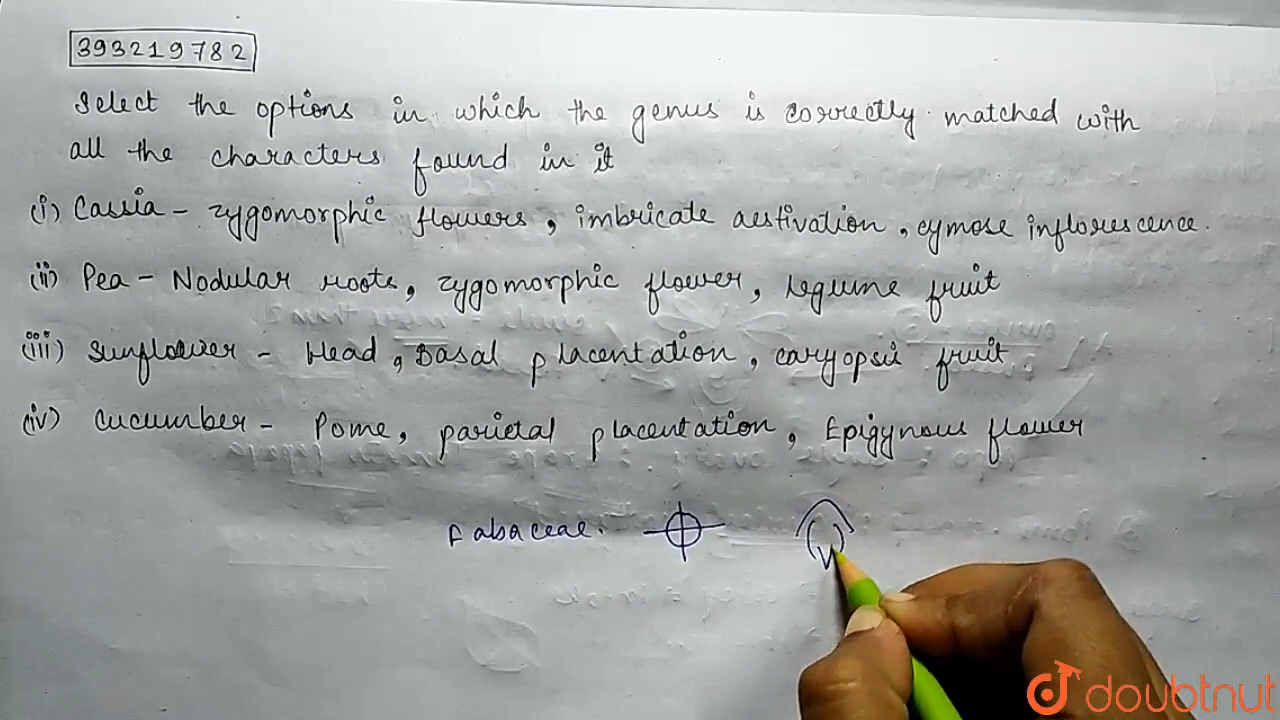 393219782
Select the options in which the genus is correctly matched with
all the characters found in it
(i) Cassia - zygomorphic flowers, imbricate aestivation, cymose inflorescence.
(ii) Pea - Nodular roots, zygomorphic flower, legume fruit
(iii) Sunflower - Head, Basal placentation, caryopsis fruit.
(iv) Cucumber - Pome, parietal placentation, Epigynous flower
Fabaceae.
doubtnut